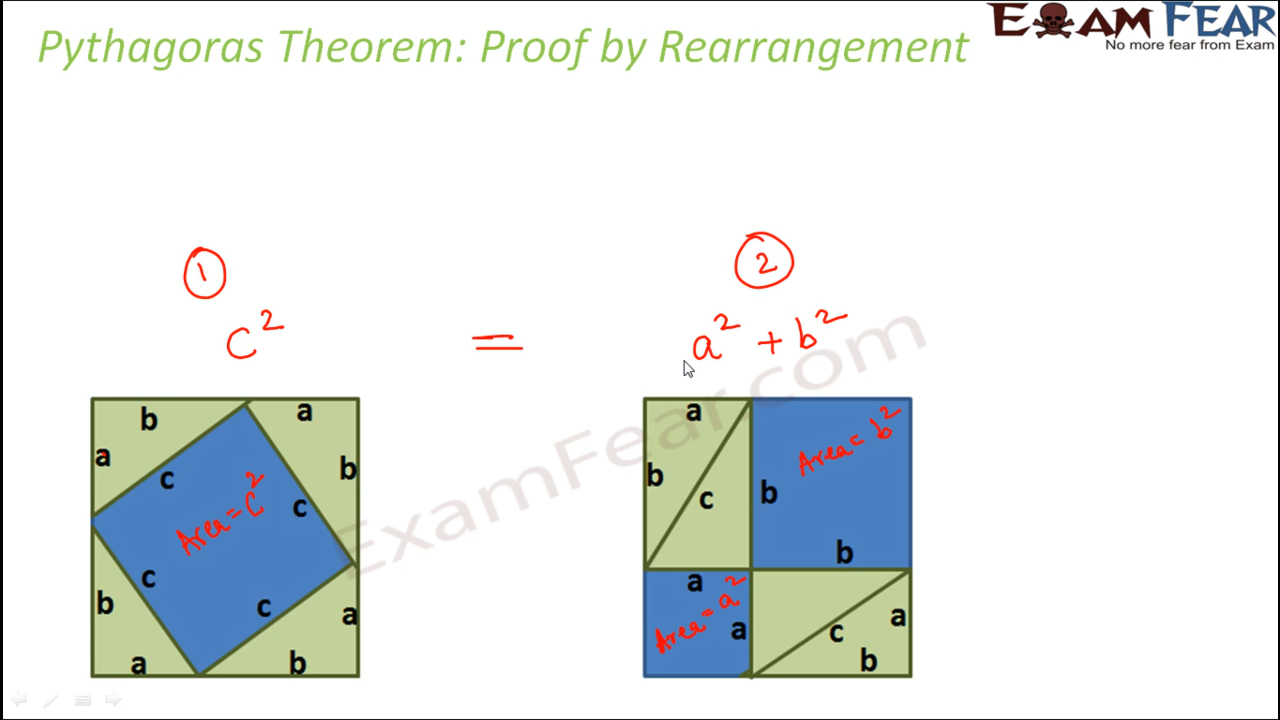 Pythagoras Theorem: Proof by Rearrangement
EXAM FEAR
No more fear from Exam
1
2
c² = a² + b²
ExamFear.com
b a
a
c
b
c
Area = c²
c
b
c
a
a b
a
b
c
b
b
Area = b²
a
a
Area = a²
a
c
b